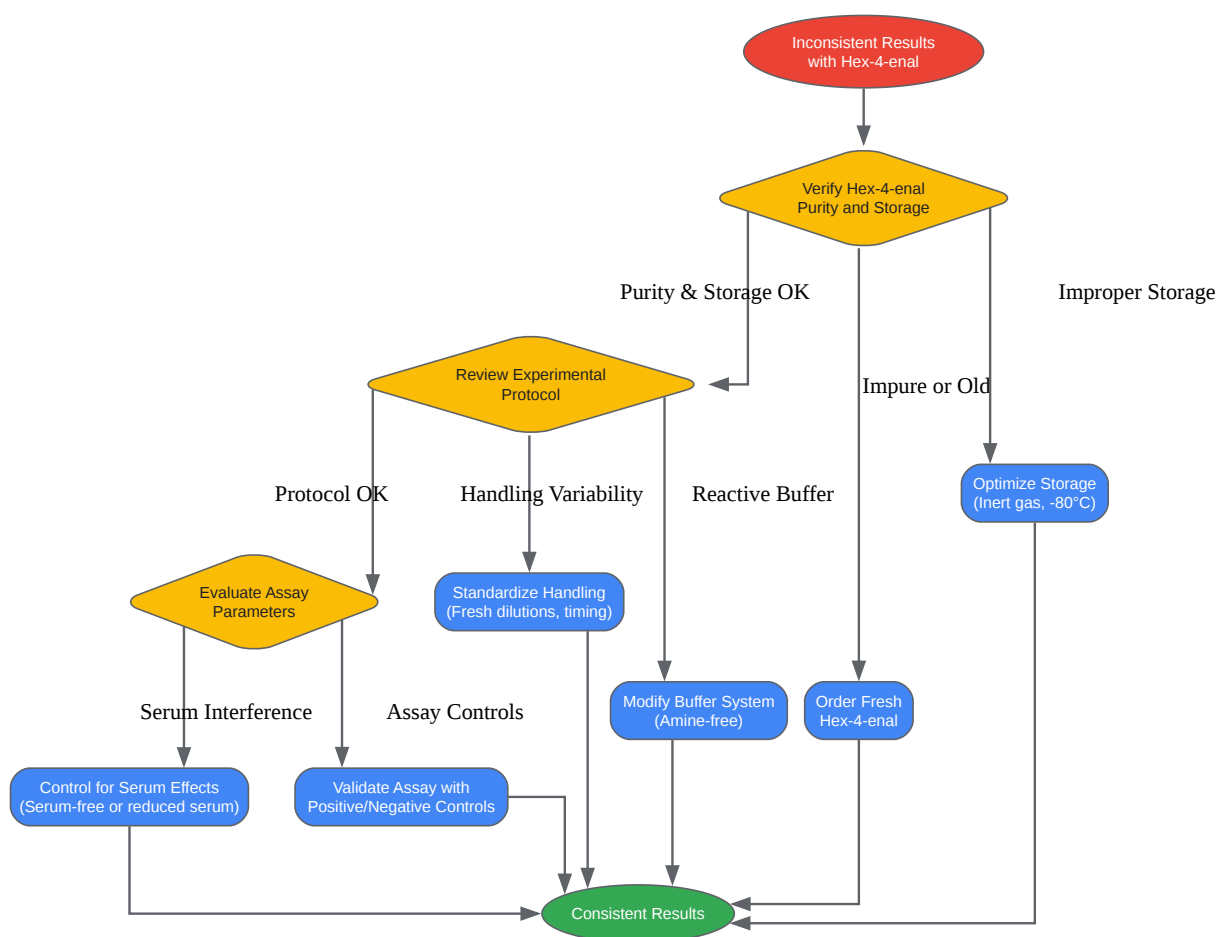 Inconsistent Results
with Hex-4-enal
Verify Hex-4-enal
Purity and Storage
Purity & Storage OK
Improper Storage
Review Experimental
Protocol
Impure or Old
Protocol OK
Handling Variability
Reactive Buffer
Optimize Storage
(Inert gas, -80°C)
Evaluate Assay
Parameters
Standardize Handling
(Fresh dilutions, timing)
Serum Interference
Assay Controls
Modify Buffer System
(Amine-free)
Order Fresh
Hex-4-enal
Control for Serum Effects
(Serum-free or reduced serum)
Validate Assay with
Positive/Negative Controls
Consistent Results